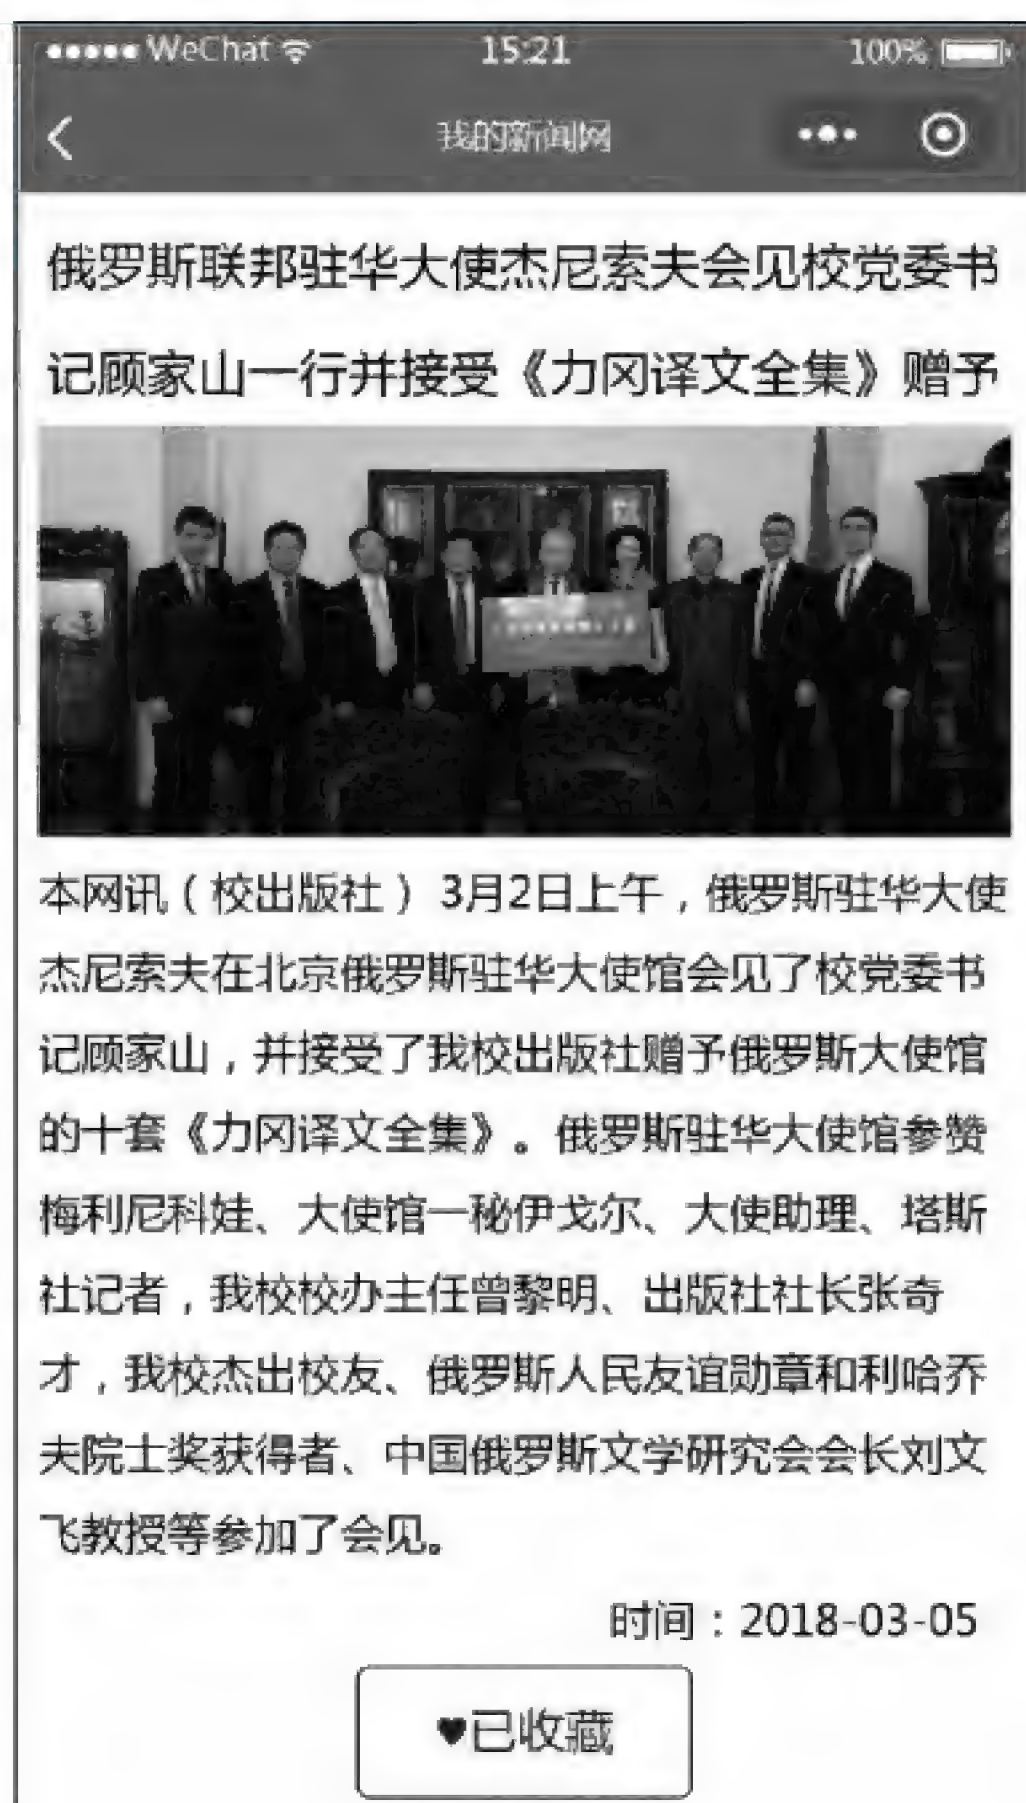 WeChat 15:21 100%
我的新闻网
俄罗斯联邦驻华大使杰尼索夫会见校党委书
记顾家山一行并接受《力冈译文全集》赠予
本网讯（校出版社） 3月2日上午，俄罗斯驻华大使
杰尼索夫在北京俄罗斯驻华大使馆会见了校党委书
记顾家山，并接受了我校出版社赠予俄罗斯大使馆
的十套《力冈译文全集》。俄罗斯驻华大使馆参赞
梅利尼科娃、大使馆一秘伊戈尔、大使助理、塔斯
社记者，我校校办主任曾黎明、出版社社长张奇
才，我校杰出校友、俄罗斯人民友谊勋章和利哈乔
夫院士奖获得者、中国俄罗斯文学研究会会长刘文
飞教授等参加了会见。
时间：2018-03-05
♥已收藏